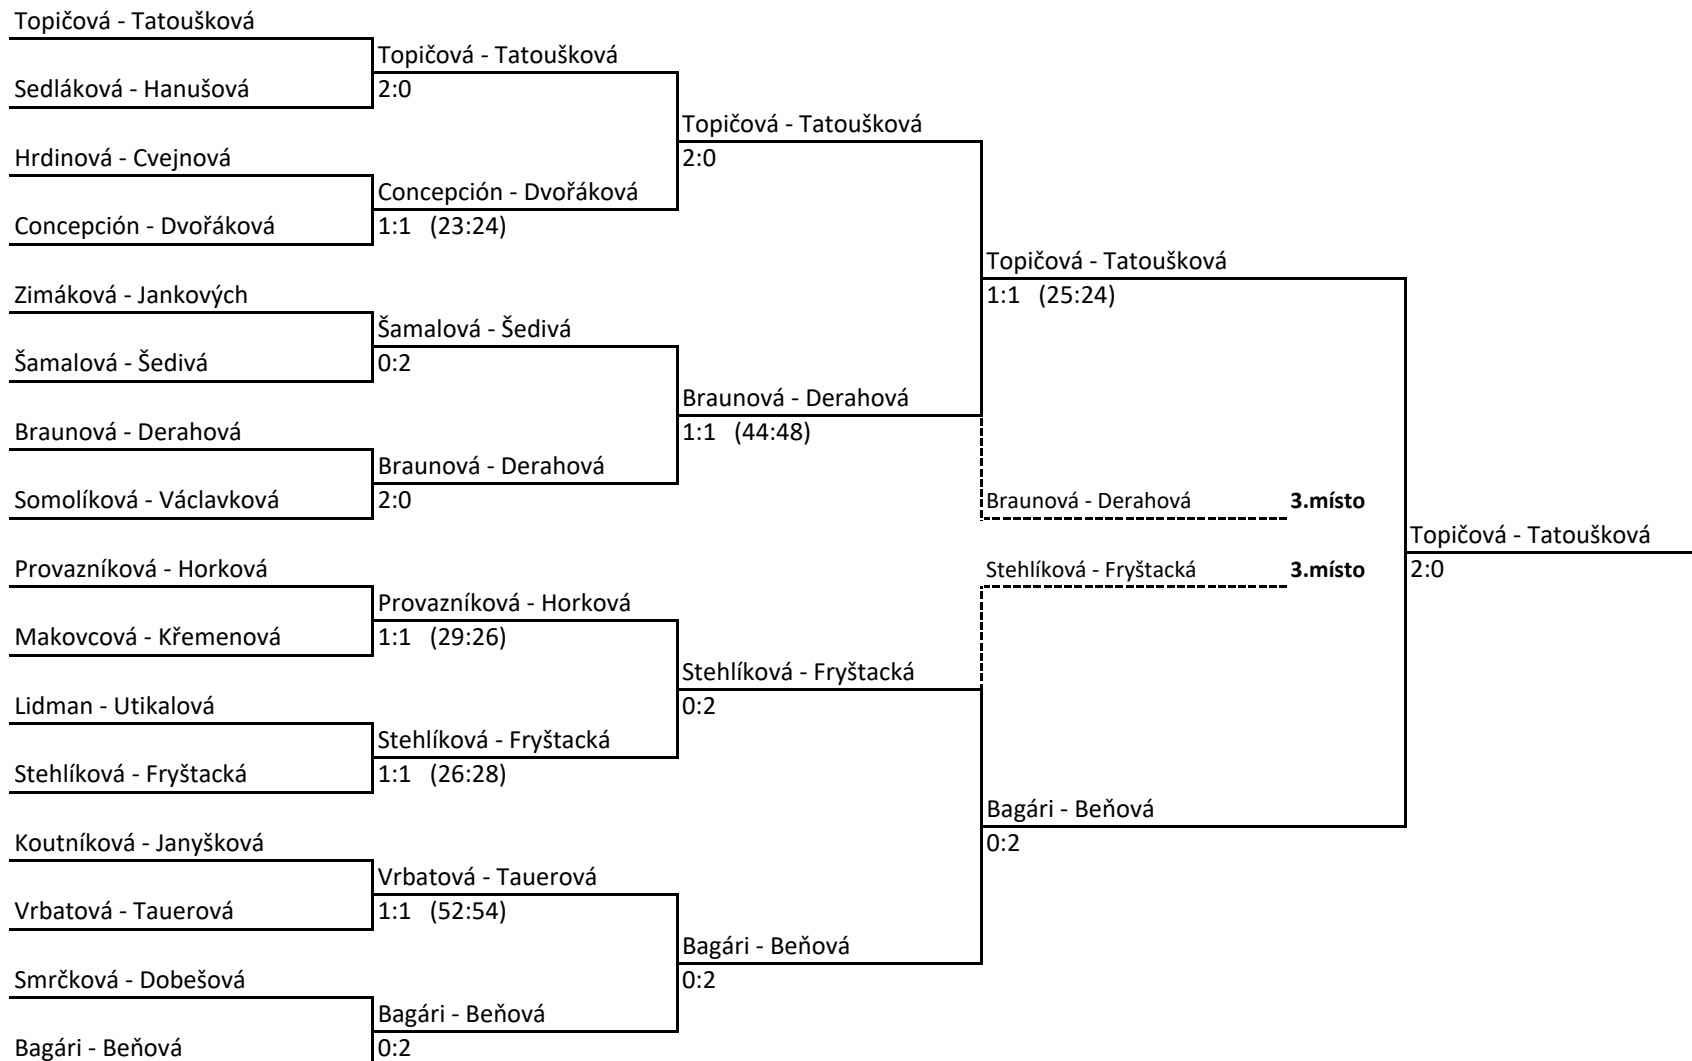 Topičová - Tatoušková
Topičová - Tatoušková
Sedláková - Hanušová
2:0
Topičová - Tatoušková
Hrdinová - Cvejnová
2:0
Concepción - Dvořáková
Concepción - Dvořáková
1:1 (23:24)
Topičová - Tatoušková
Zimáková - Jankových
1:1 (25:24)
Šamalová - Šedivá
Šamalová - Šedivá
0:2
Braunová - Derahová
Braunová - Derahová
1:1 (44:48)
Braunová - Derahová
Somolíková - Václavková
2:0
Braunová - Derahová 3.místo
Topičová - Tatoušková
Provazníková - Horková
Stehlíková - Fryštacká 3.místo
2:0
Provazníková - Horková
Makovcová - Křemenová
1:1 (29:26)
Stehlíková - Fryštacká
Lidman - Utikalová
0:2
Stehlíková - Fryštacká
Stehlíková - Fryštacká
1:1 (26:28)
Bagári - Beňová
Koutníková - Janyšková
0:2
Vrbatová - Tauerová
Vrbatová - Tauerová
1:1 (52:54)
Bagári - Beňová
Smrčková - Dobešová
0:2
Bagári - Beňová
Bagári - Beňová
0:2